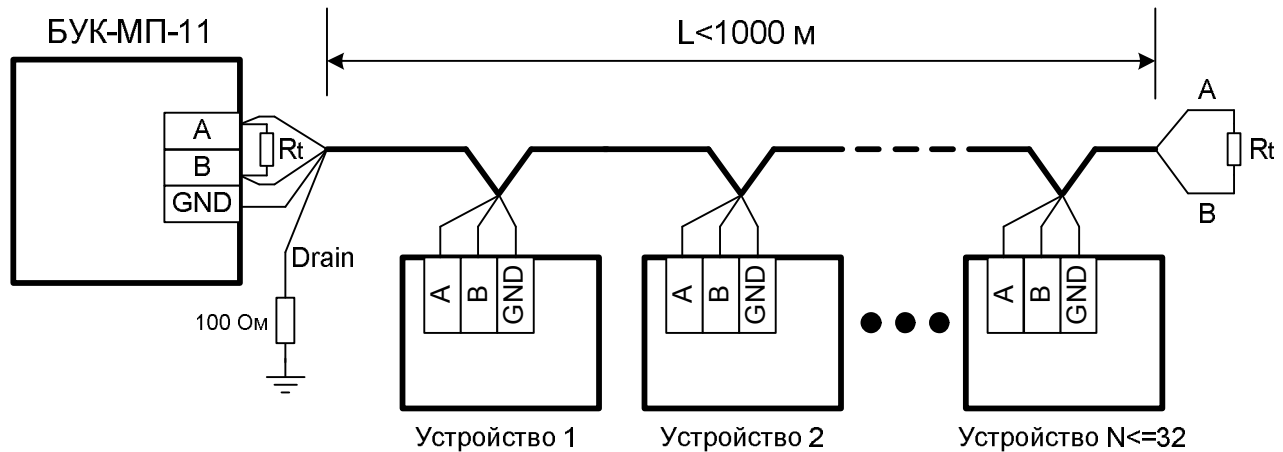 БУК-МП-11
L<1000 м
A
A
B
Rt
Rt
GND
B
Drain
100 Ом
A
B
GND
A
B
GND
A
B
GND
Устройство 1
Устройство 2
Устройство N<=32